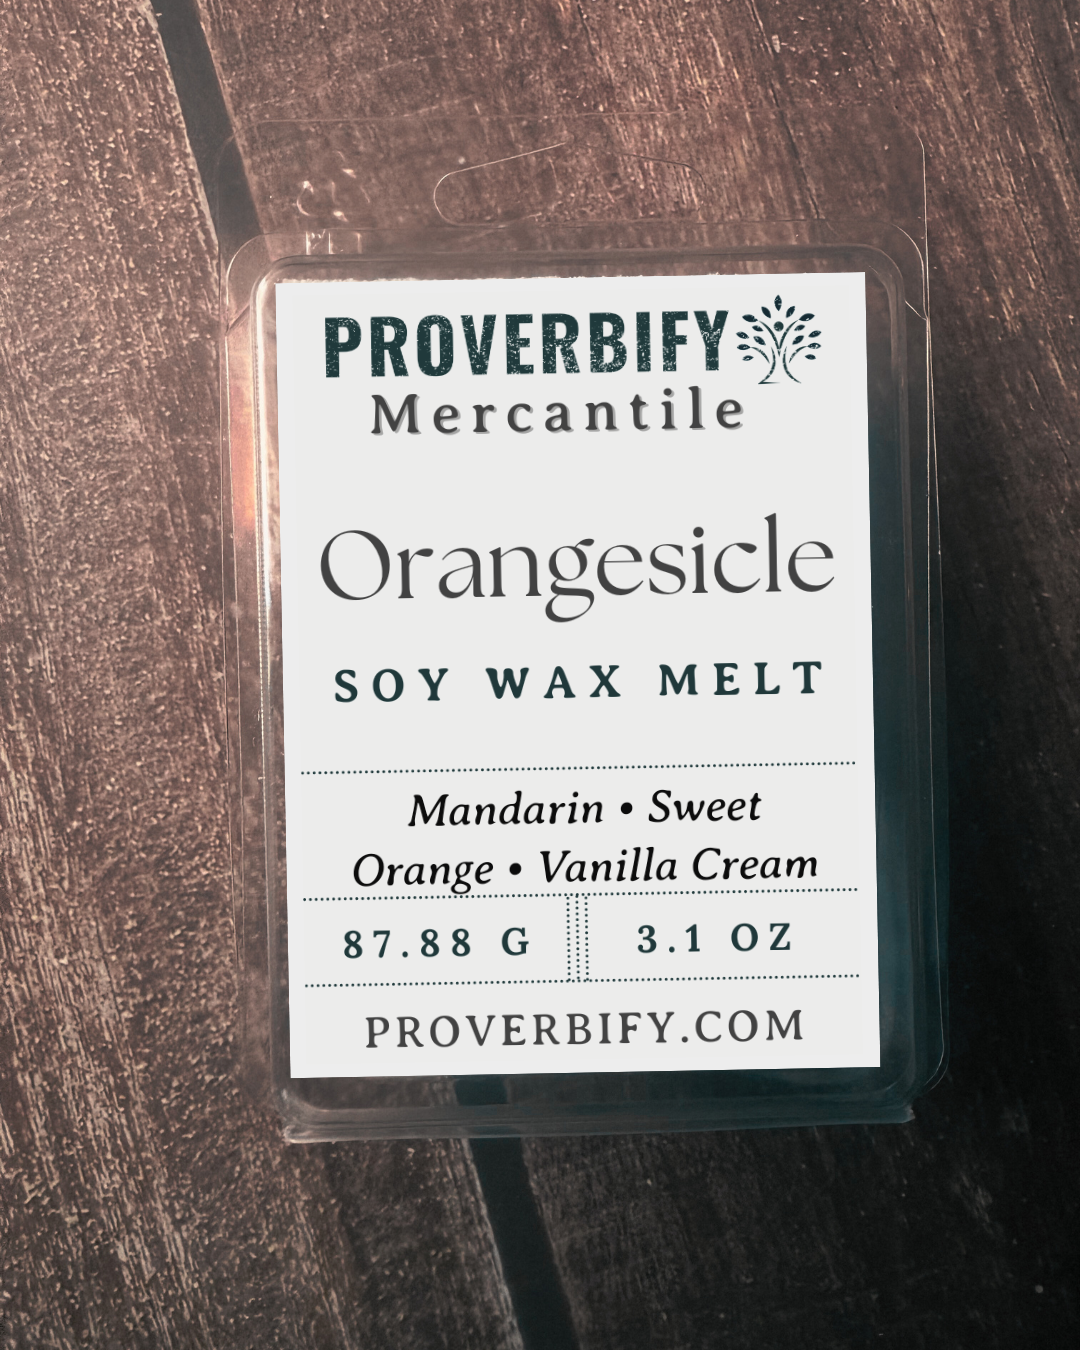 PROVERBIFY
Mercantile
Orangesicle
SOY WAX MELT
Mandarin • Sweet
Orange • Vanilla Cream
87.88 G 3.1 OZ
PROVERBIFY.COM